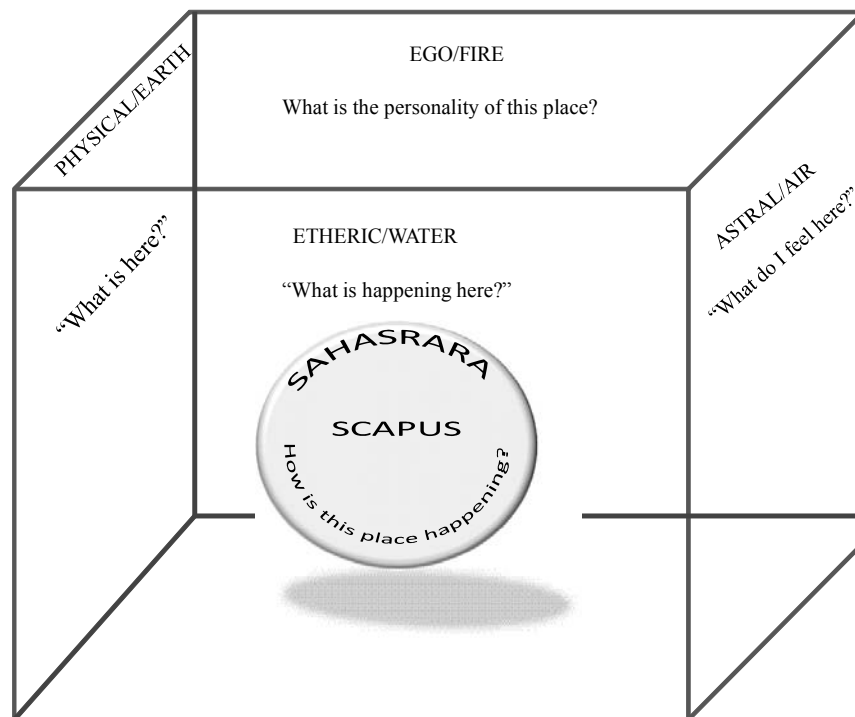 EGO/FIRE
What is the personality of this place?
PHYSICAL/EARTH
“What is here?”
ETHERIC/WATER
“What is happening here?”
ASTRAL/AIR
“What do I feel here?”
SAHASRARA
SCAPUS
How is this place happening?